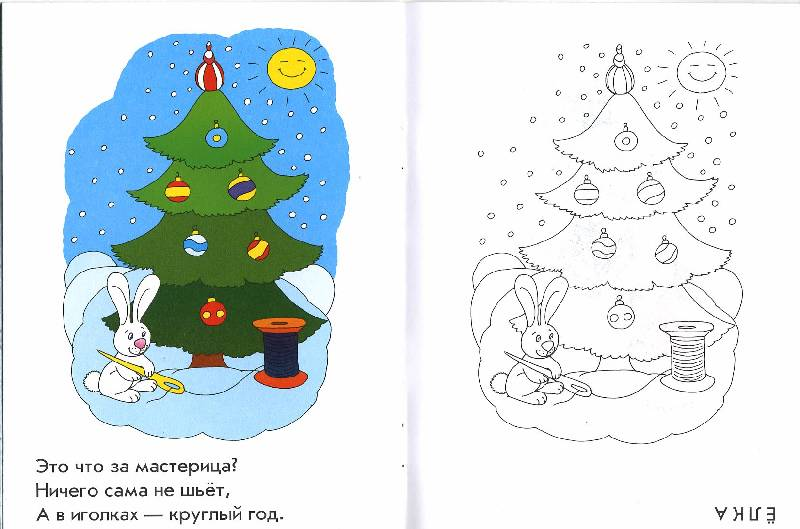 Это что за мастерица?
Ничего сама не шьёт,
А в иголках — круглый год.
ЁЛКА